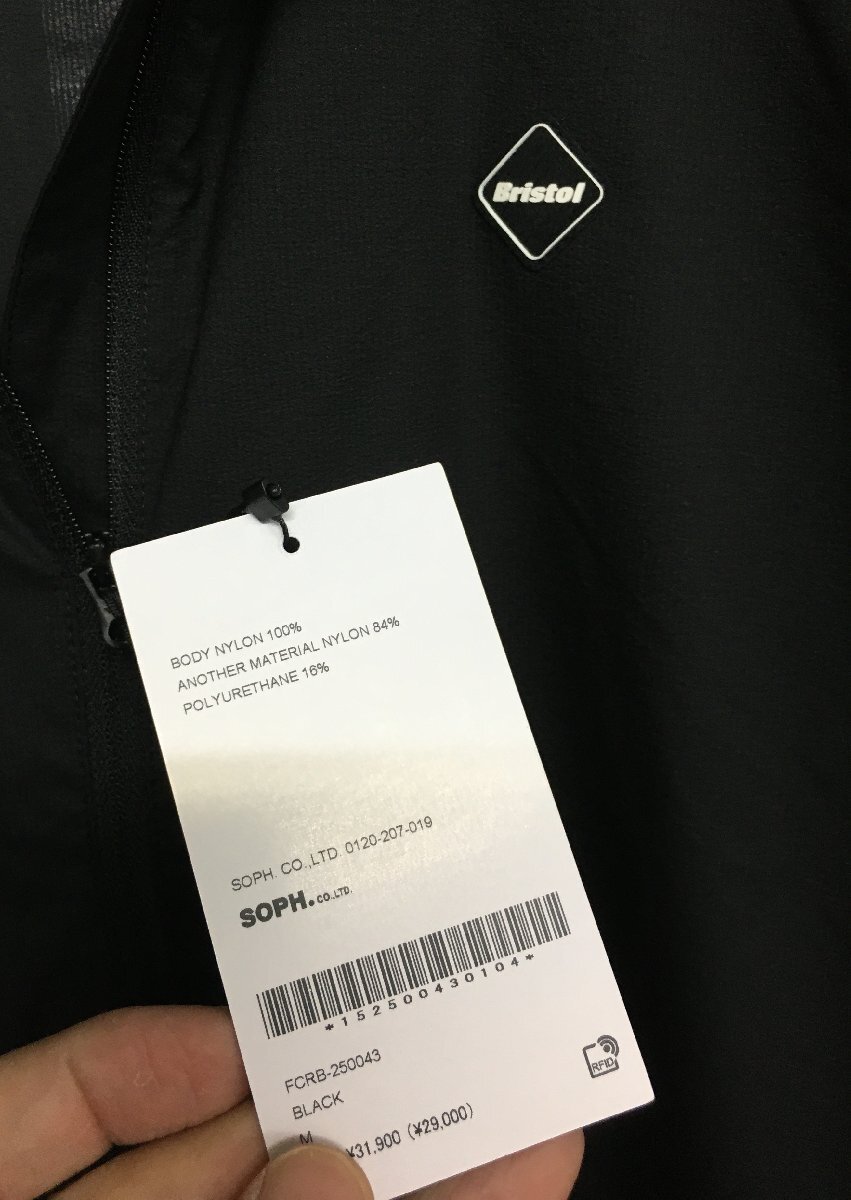 Bristol
BODY NYLON 100%
ANOTHER MATERIAL NYLON 84%
POLYURETHANE 16%
SOPH. CO.,LTD. 0120-207-019
SOPH. CO.,LTD.
*152500430104*
FCRB-250043
BLACK
RFID
M
¥31,900 (¥29,000)